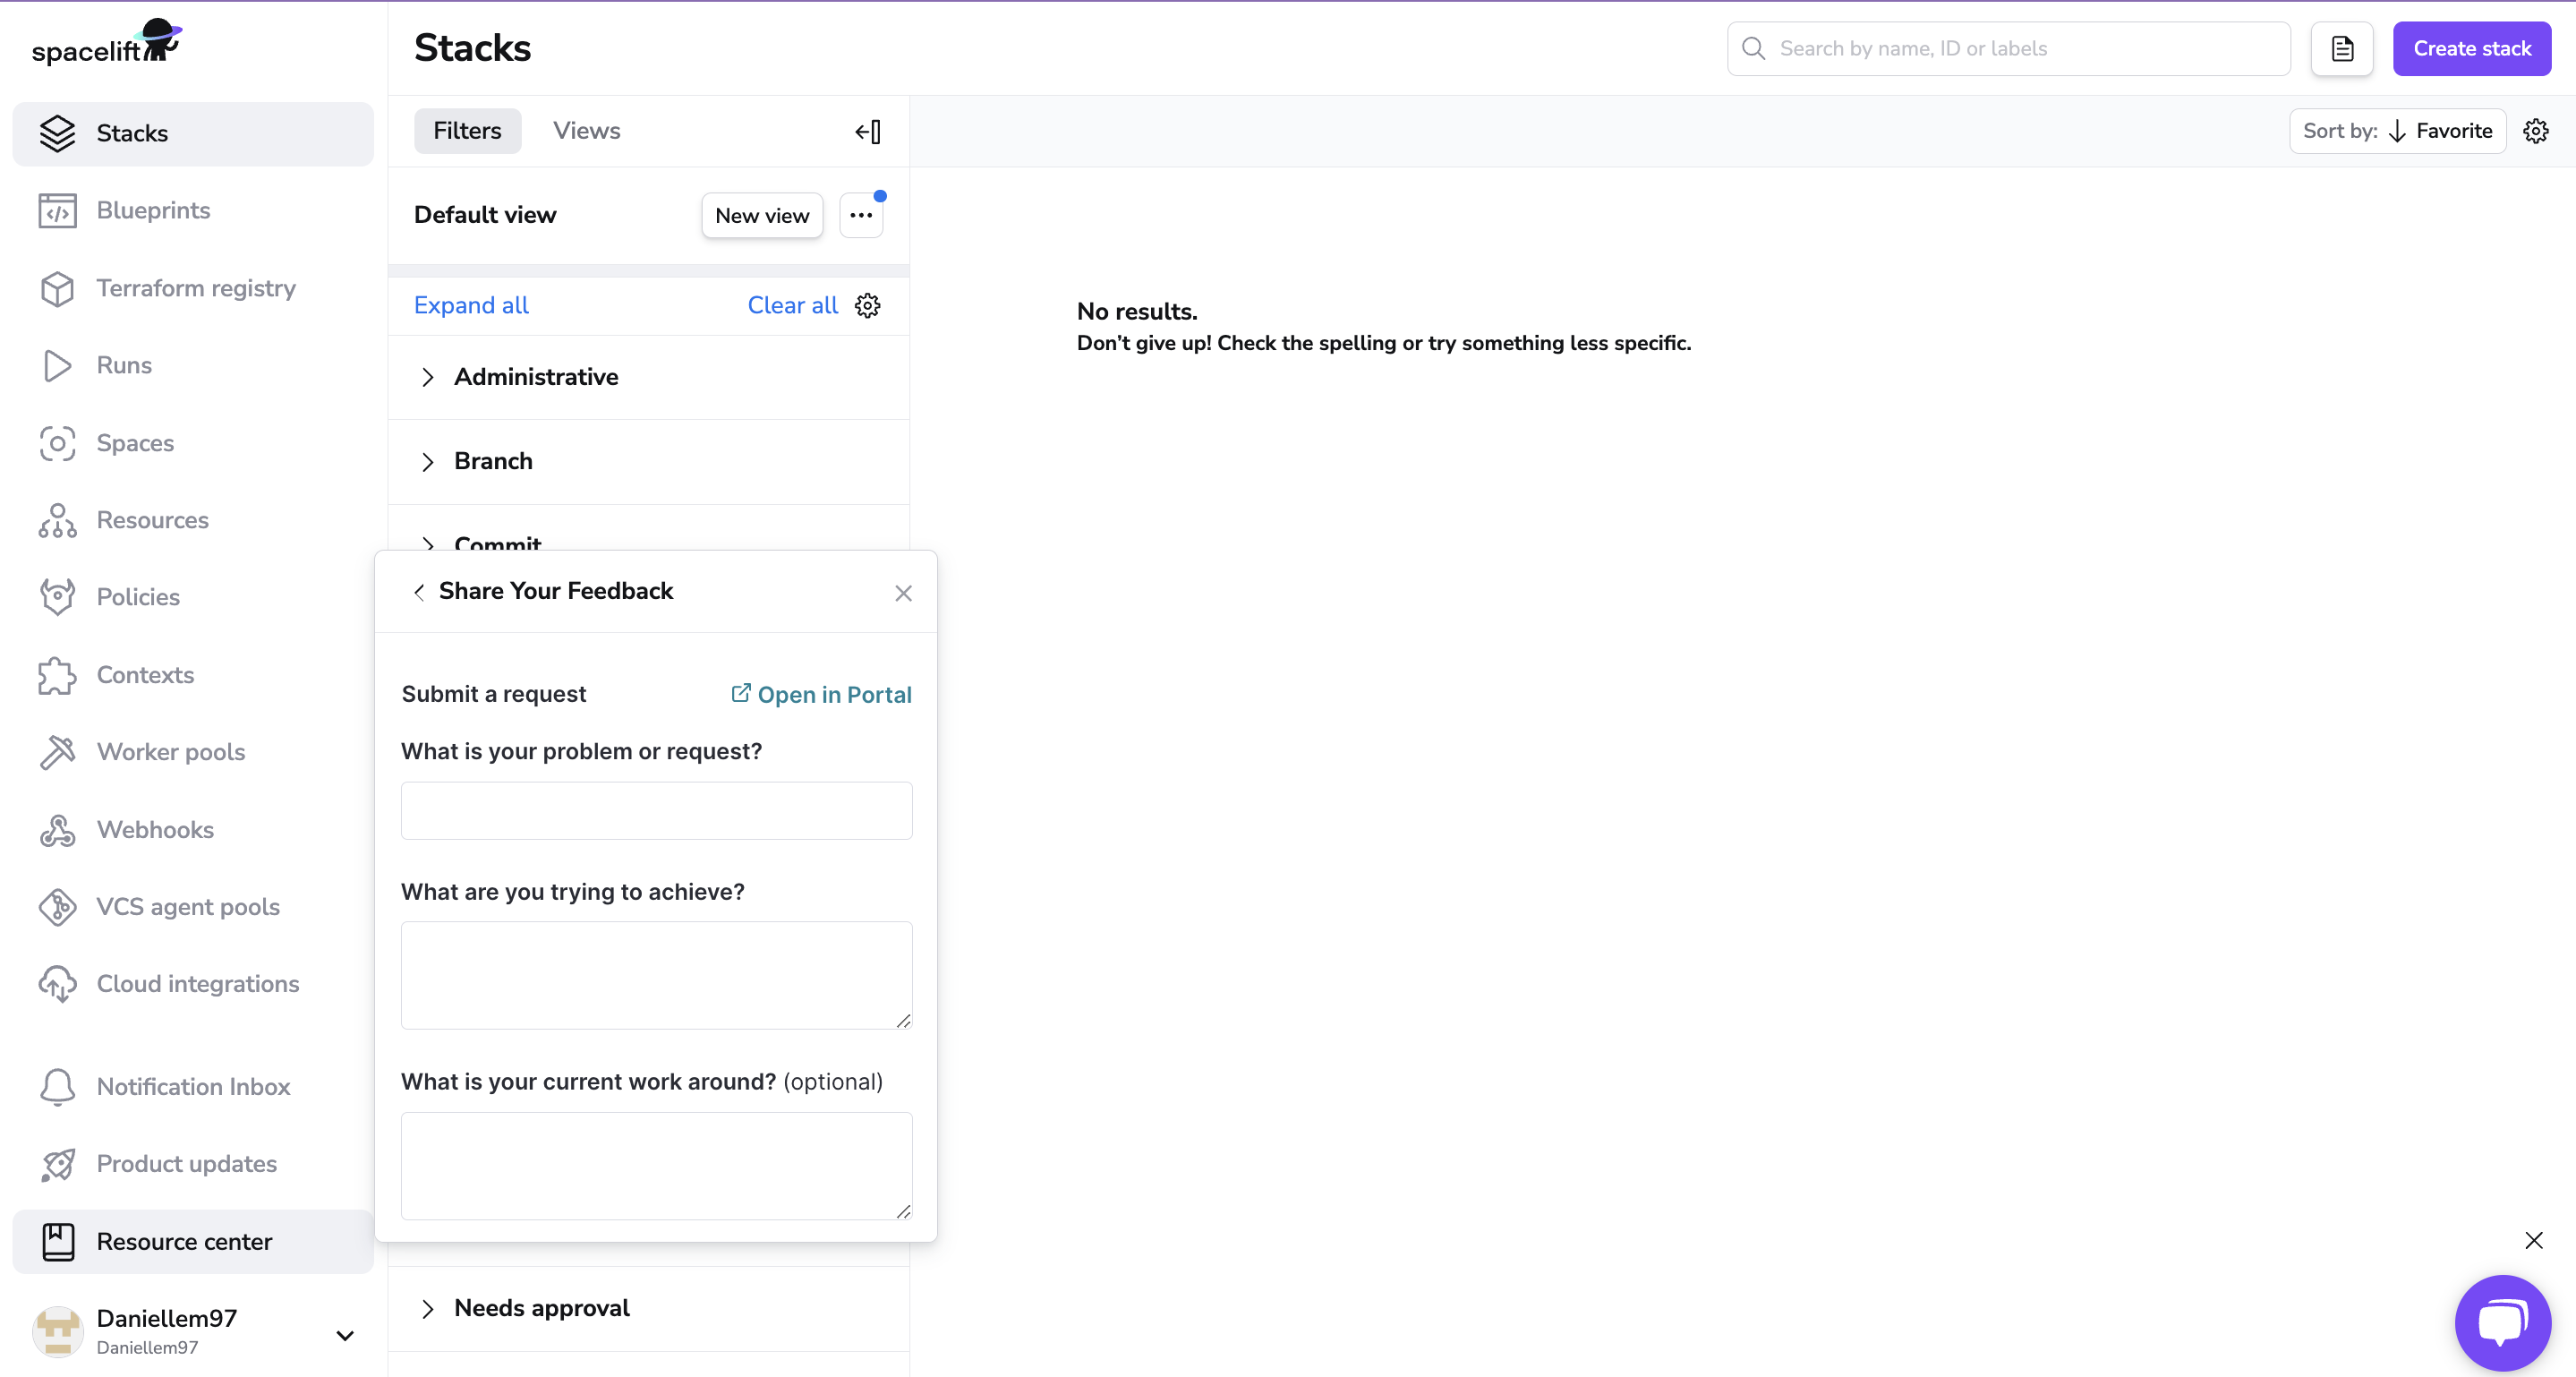 spacelift
Stacks
Search by name, ID or labels
Create stack
Stacks
Blueprints
Terraform registry
Runs
Spaces
Resources
Policies
Contexts
Worker pools
Webhooks
VCS agent pools
Cloud integrations
Notification Inbox
Product updates
Resource center
Daniellem97
Daniellem97
Filters
Views
Sort by: Favorite
Default view
New view
Expand all
Clear all
Administrative
Branch
Commit
Share Your Feedback
Submit a request
Open in Portal
What is your problem or request?
What are you trying to achieve?
What is your current work around? (optional)
Needs approval
No results.
Don’t give up! Check the spelling or try something less specific.